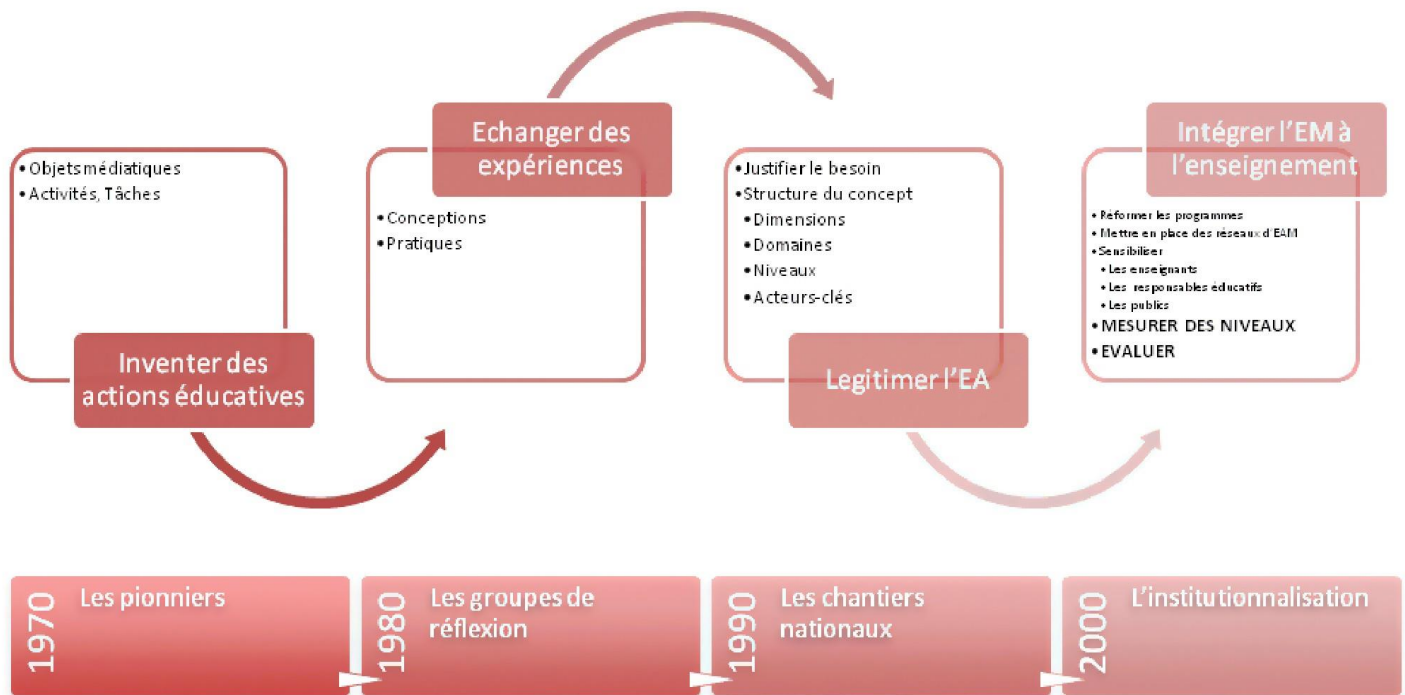 • Objets médiatiques
• Activités, Tâches
Inventer des
actions éducatives
Echanger des
expériences
• Conceptions
• Pratiques
• Justifier le besoin
• Structure du concept
• Dimensions
• Domaines
• Niveaux
• Acteurs-clés
Legitimer l'EA
Intégrer l'EM à
l'enseignement
• Réformer les programmes
• Mettre en place des réseaux d'EAM
• Sensibiliser
• Les enseignants
• Les responsables éducatifs
• Les publics
• MESURER DES NIVEAUX
• EVALUER
1970
Les pionniers
1980
Les groupes de
réflexion
1990
Les chantiers
nationaux
2000
L'institutionnalisation